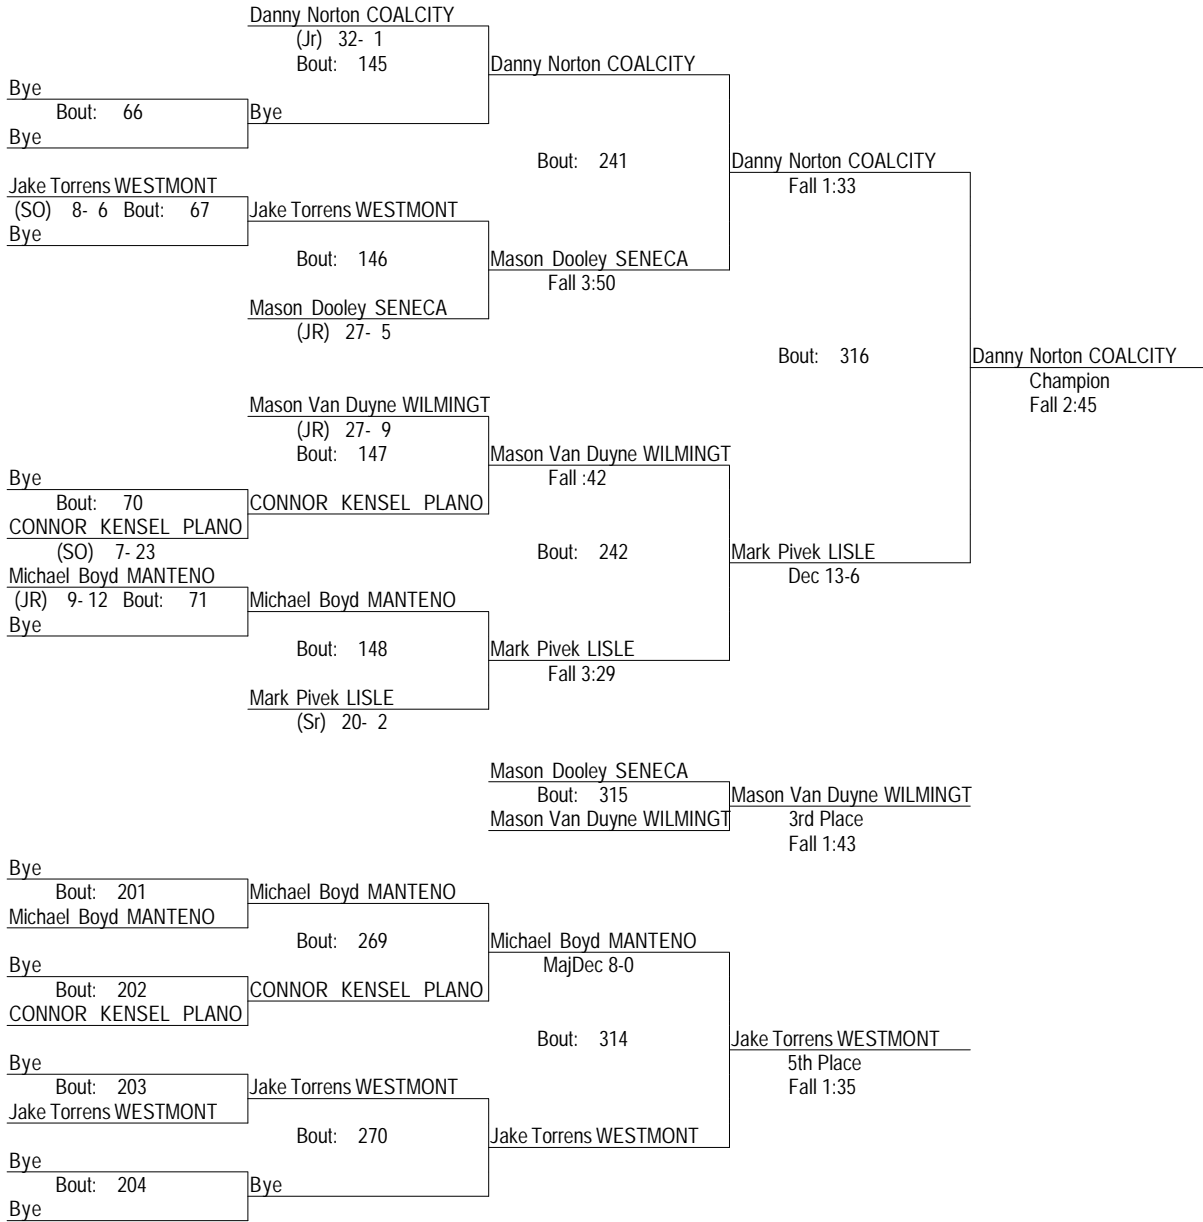 Danny Norton COALCITY
(Jr) 32- 1
Bout: 145
Danny Norton COALCITY
Bye
Bout: 66
Bye
Bye
Bout: 241
Danny Norton COALCITY
Fall 1:33
Jake Torrens WESTMONT
(SO) 8- 6 Bout: 67
Jake Torrens WESTMONT
Bye
Bout: 146
Mason Dooley SENECA
Fall 3:50
Mason Dooley SENECA
(JR) 27- 5
Bout: 316
Danny Norton COALCITY
Champion
Fall 2:45
Mason Van Duyne WILMINGT
(JR) 27- 9
Bout: 147
Mason Van Duyne WILMINGT
Fall :42
Bye
Bout: 70
CONNOR KENSEL PLANO
CONNOR KENSEL PLANO
(SO) 7- 23
Bout: 242
Mark Pivek LISLE
Dec 13-6
Michael Boyd MANTENO
(JR) 9- 12 Bout: 71
Michael Boyd MANTENO
Bye
Bout: 148
Mark Pivek LISLE
Fall 3:29
Mark Pivek LISLE
(Sr) 20- 2
Mason Dooley SENECA
Bout: 315
Mason Van Duyne WILMINGT
Mason Van Duyne WILMINGT
3rd Place
Fall 1:43
Bye
Bout: 201
Michael Boyd MANTENO
Michael Boyd MANTENO
Bout: 269
Michael Boyd MANTENO
MajDec 8-0
Bye
Bout: 202
CONNOR KENSEL PLANO
CONNOR KENSEL PLANO
Bout: 314
Jake Torrens WESTMONT
5th Place
Fall 1:35
Bye
Bout: 203
Jake Torrens WESTMONT
Jake Torrens WESTMONT
Bout: 270
Jake Torrens WESTMONT
Bye
Bout: 204
Bye
Bye